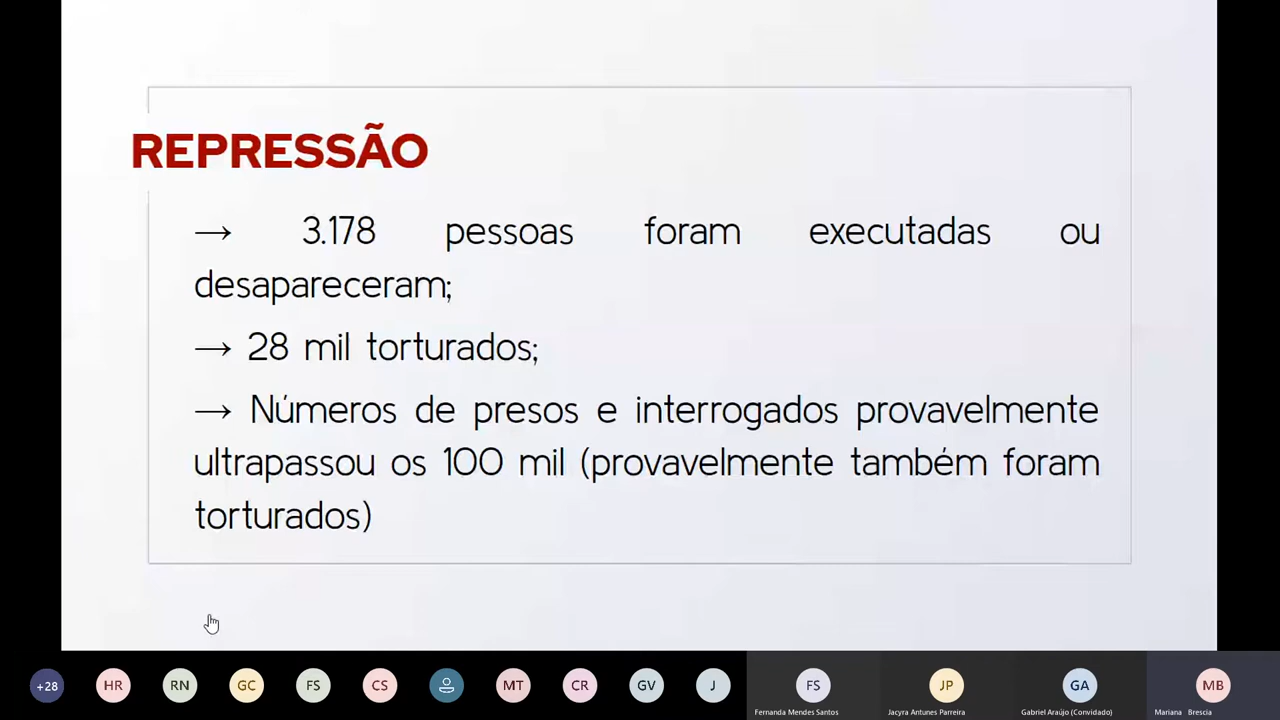 REPRESSÃO
→ 3.178 pessoas foram executadas ou
desapareceram;
→ 28 mil torturados;
→ Números de presos e interrogados provavelmente
ultrapassou os 100 mil (provavelmente também foram
torturados)
+28 HR RN GC FS CS MT CR GV J FS JP GA MB
Fernanda Mendes Santos Jacyra Antunes Parreira Gabriel Araújo (Convidado) Mariana Brescia